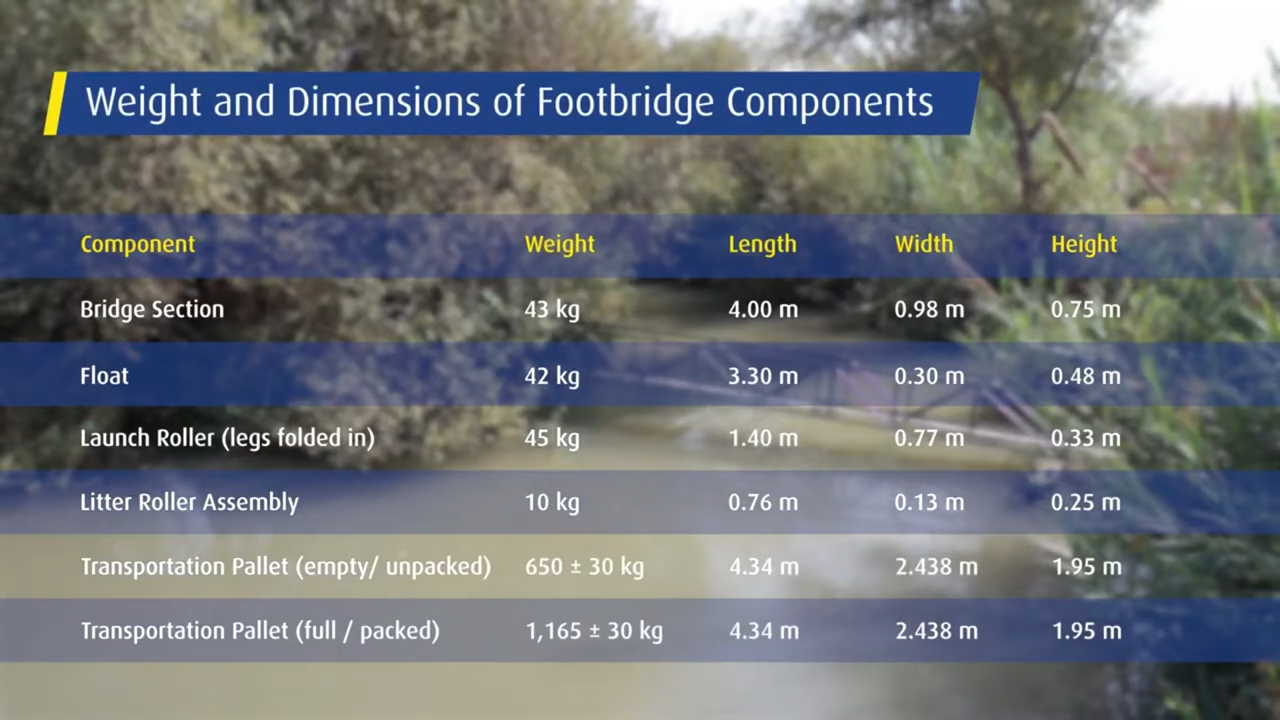 Weight and Dimensions of Footbridge Components
Component Weight Length Width Height
Bridge Section 43 kg 4.00 m 0.98 m 0.75 m
Float 42 kg 3.30 m 0.30 m 0.48 m
Launch Roller (legs folded in) 45 kg 1.40 m 0.77 m 0.33 m
Litter Roller Assembly 10 kg 0.76 m 0.13 m 0.25 m
Transportation Pallet (empty/ unpacked) 650 ± 30 kg 4.34 m 2.438 m 1.95 m
Transportation Pallet (full / packed) 1,165 ± 30 kg 4.34 m 2.438 m 1.95 m